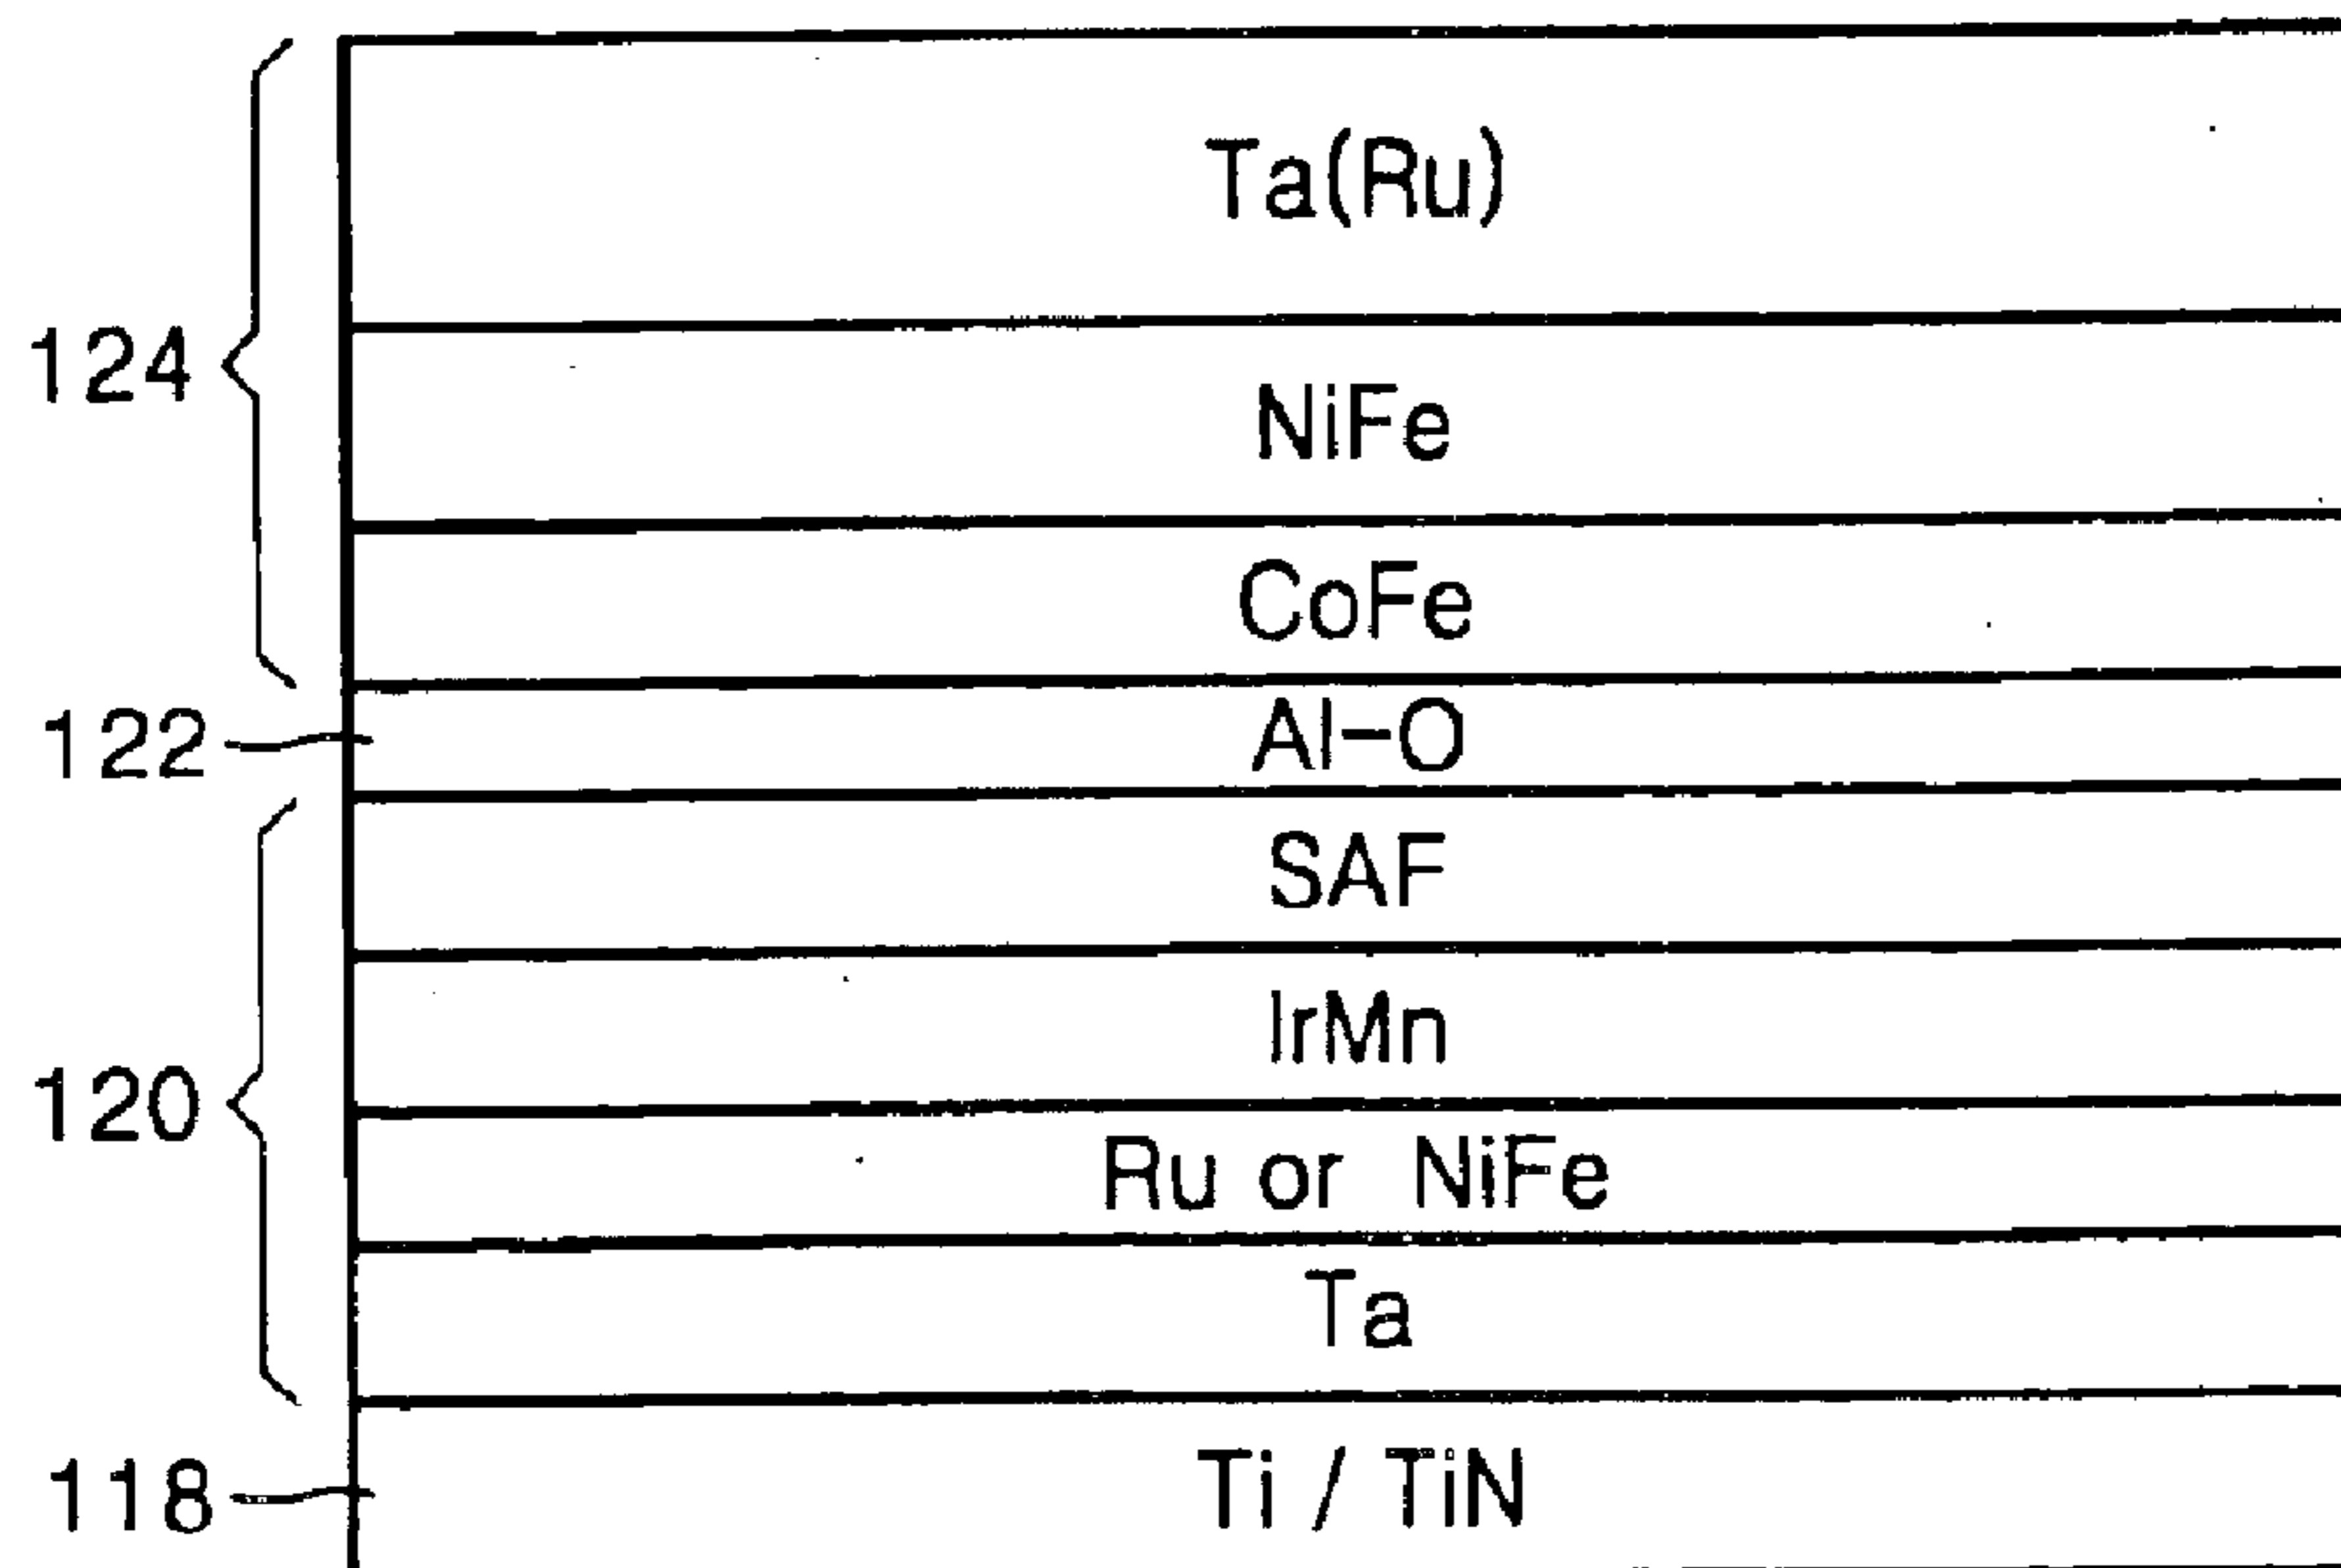 Ta(Ru)
124
NiFe
CoFe
122
Al-O
SAF
IrMn
120
Ru or NiFe
Ta
118
Ti / TiN